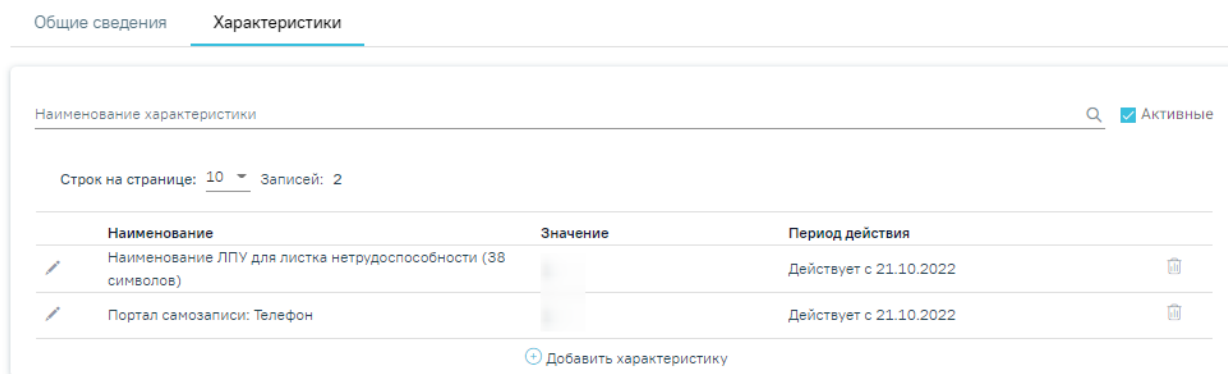 Общие сведения Характеристики
Наименование характеристики Активные
Строк на странице: 10 Записей: 2
Наименование Значение Период действия
Наименование ЛПУ для листка нетрудоспособности (38
символов) Действует с 21.10.2022
Портал самозаписи: Телефон Действует с 21.10.2022
Добавить характеристику